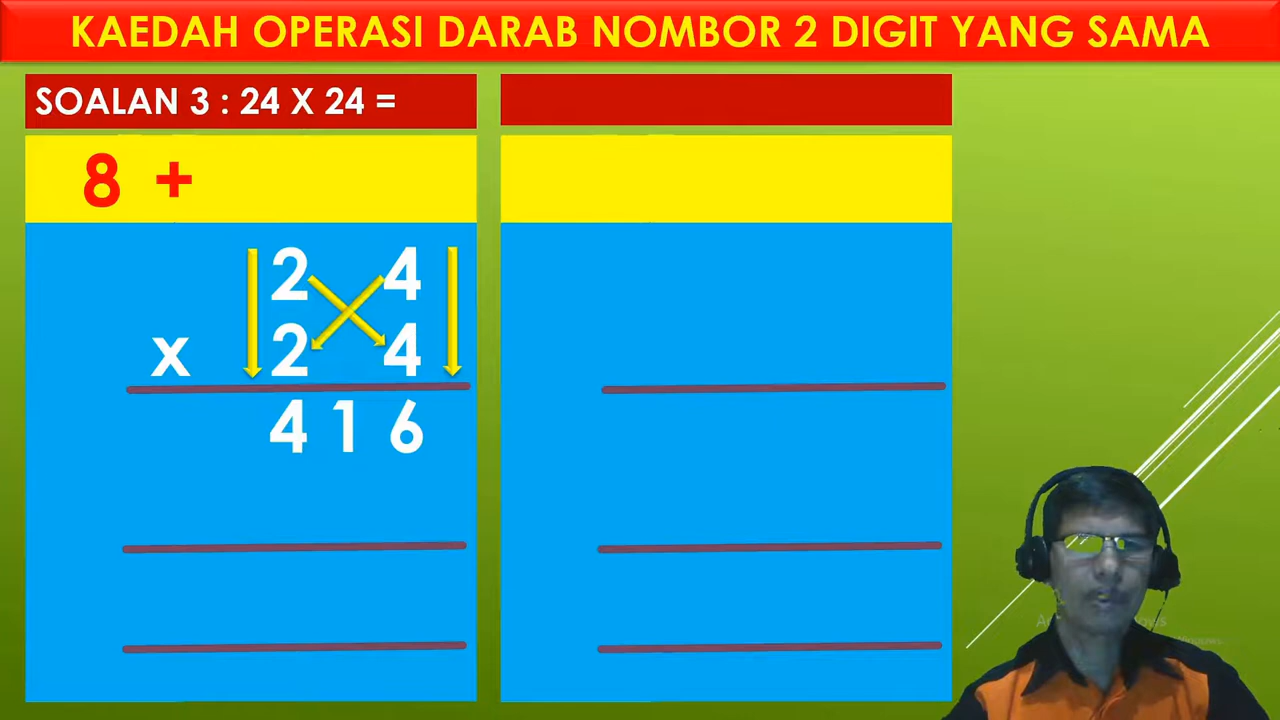 KAEDAH OPERASI DARAB NOMBOR 2 DIGIT YANG SAMA
SOALAN 3 : 24 X 24 =
8 +
2 4
x 2 4
4 1 6